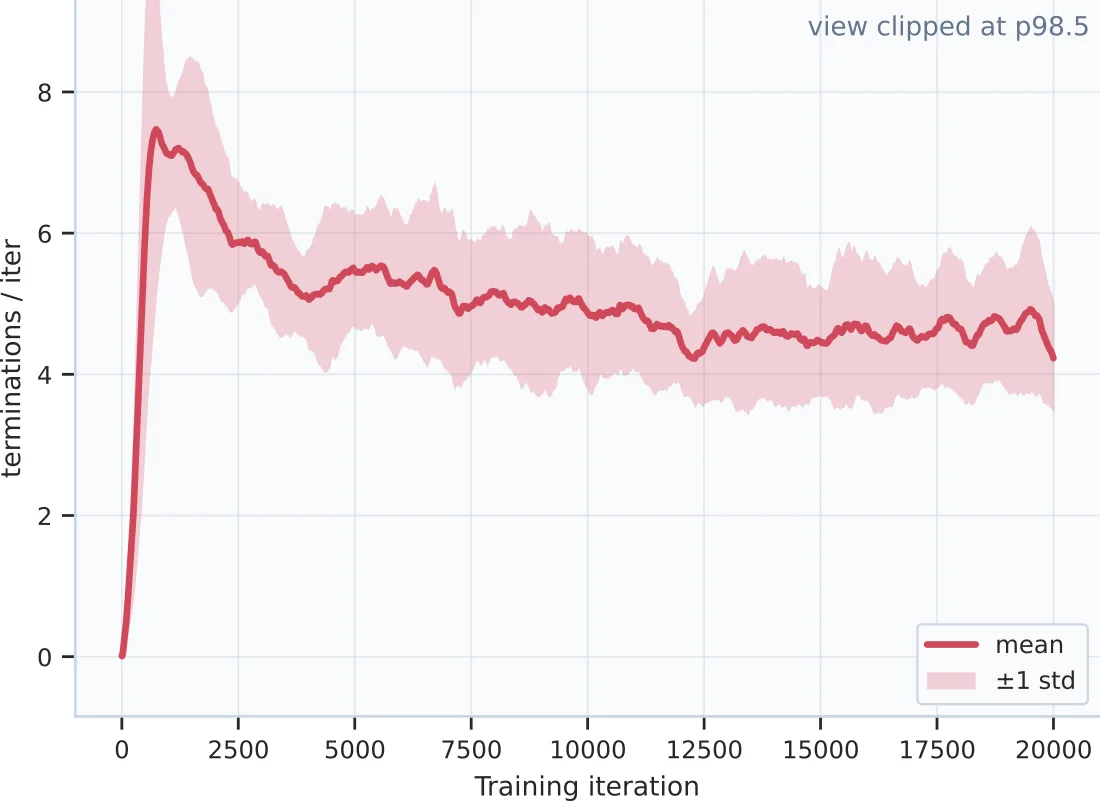 view clipped at p98.5
terminations / iter
8
6
4
2
0
mean
±1 std
0 2500 5000 7500 10000 12500 15000 17500 20000
Training iteration